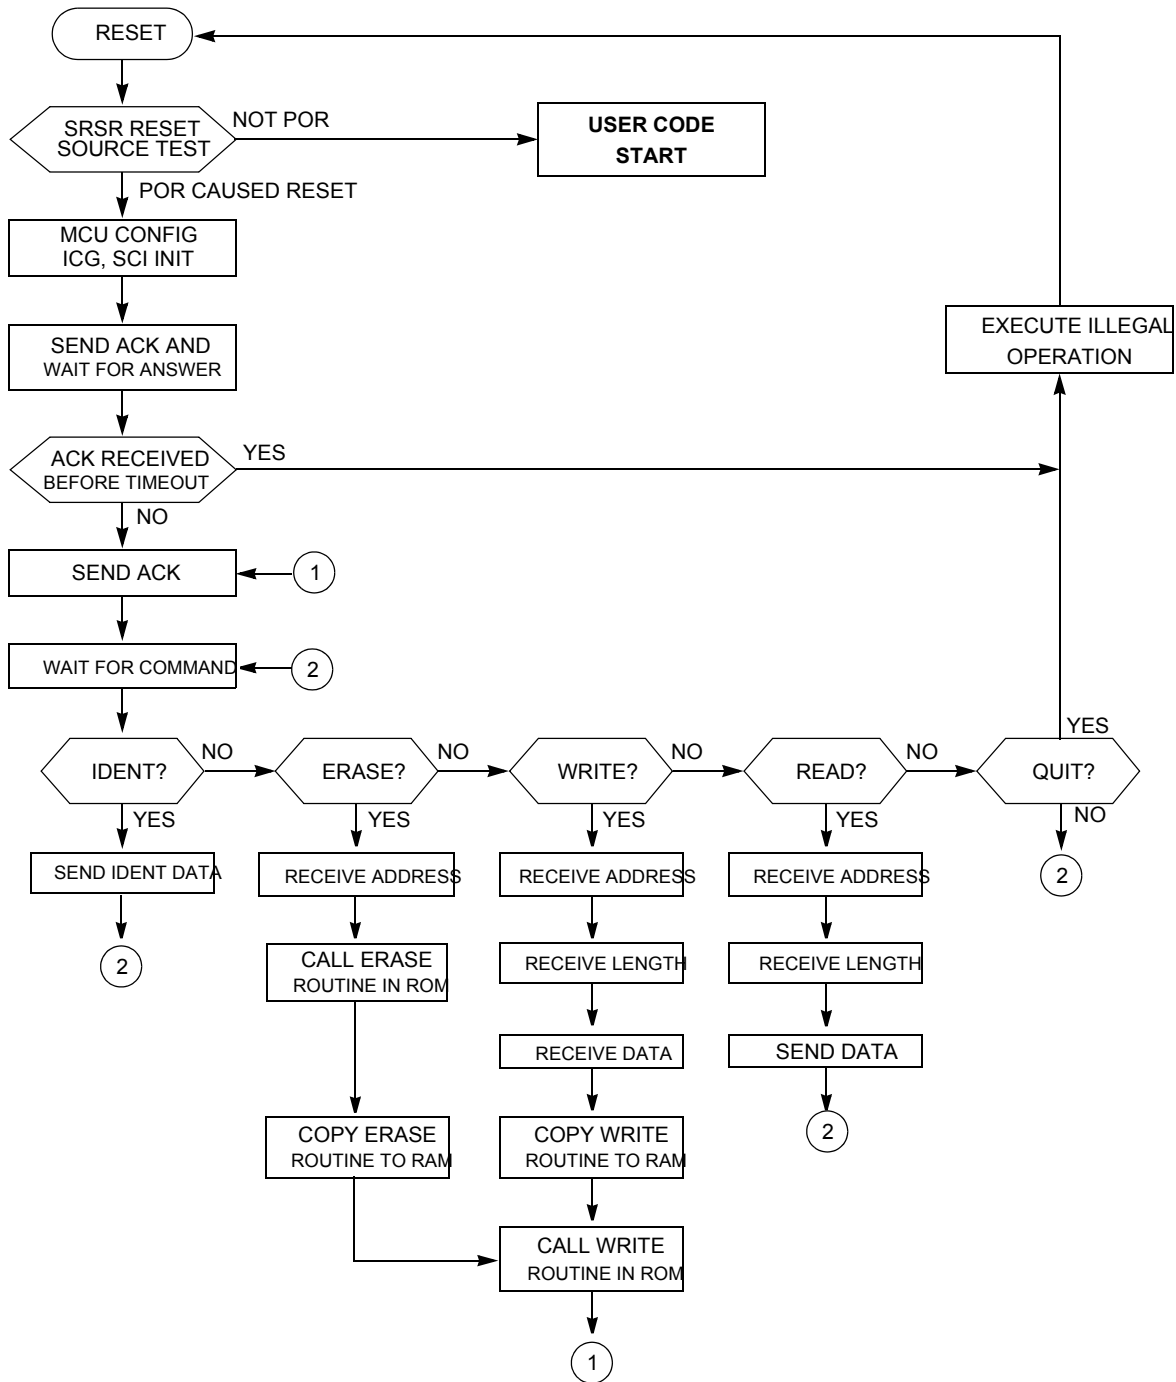 RESET
SRSR RESET
SOURCE TEST
NOT POR
USER CODE
START
POR CAUSED RESET
MCU CONFIG
ICG, SCI INIT
SEND ACK AND
WAIT FOR ANSWER
EXECUTE ILLEGAL
OPERATION
ACK RECEIVED
BEFORE TIMEOUT
YES
NO
SEND ACK
1
WAIT FOR COMMAND
2
IDENT?
NO
ERASE?
NO
WRITE?
NO
READ?
NO
QUIT?
YES
NO
YES
YES
YES
YES
SEND IDENT DATA
RECEIVE ADDRESS
RECEIVE ADDRESS
RECEIVE ADDRESS
2
2
CALL ERASE
ROUTINE IN ROM
RECEIVE LENGTH
RECEIVE LENGTH
RECEIVE DATA
SEND DATA
COPY ERASE
ROUTINE TO RAM
COPY WRITE
ROUTINE TO RAM
2
CALL WRITE
ROUTINE IN ROM
1